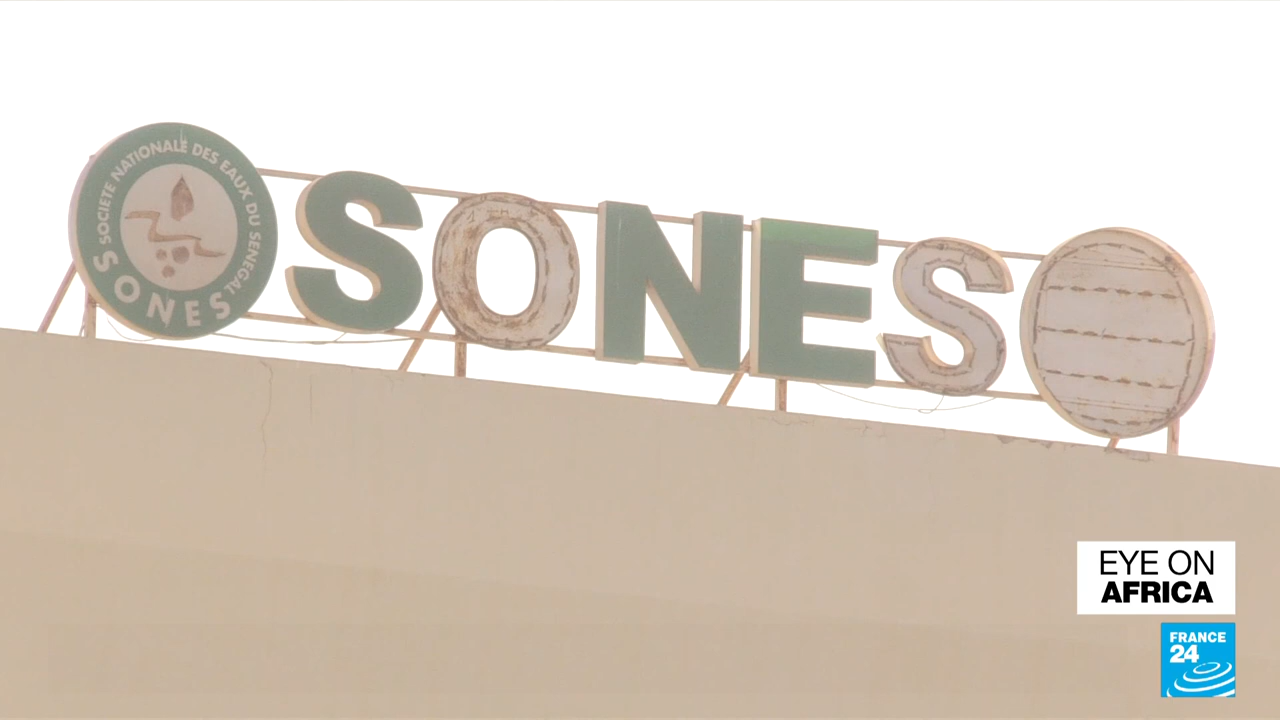 SOCIETE NATIONALE DES EAUX DU SENEGAL
SONES
SONES
EYE ON
AFRICA
FRANCE
24